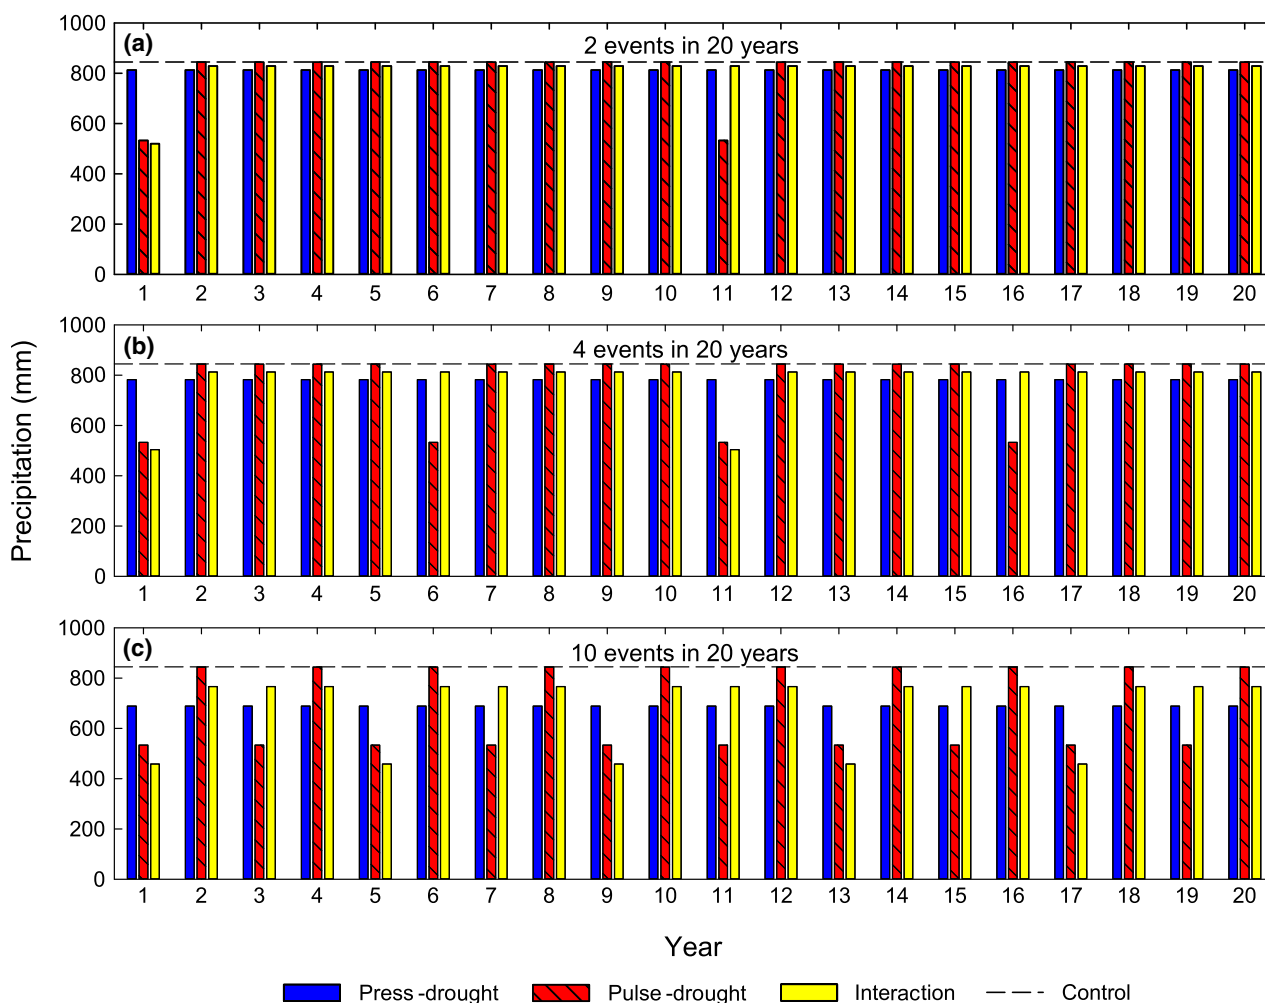 1000
(a)
2 events in 20 years
800
600
400
200
0
1 2 3 4 5 6 7 8 9 10 11 12 13 14 15 16 17 18 19 20
1000
(b)
4 events in 20 years
800
600
400
200
0
1 2 3 4 5 6 7 8 9 10 11 12 13 14 15 16 17 18 19 20
Precipitation (mm)
1000
(c)
10 events in 20 years
800
600
400
200
0
1 2 3 4 5 6 7 8 9 10 11 12 13 14 15 16 17 18 19 20
Year
Press-drought Pulse-drought Interaction Control